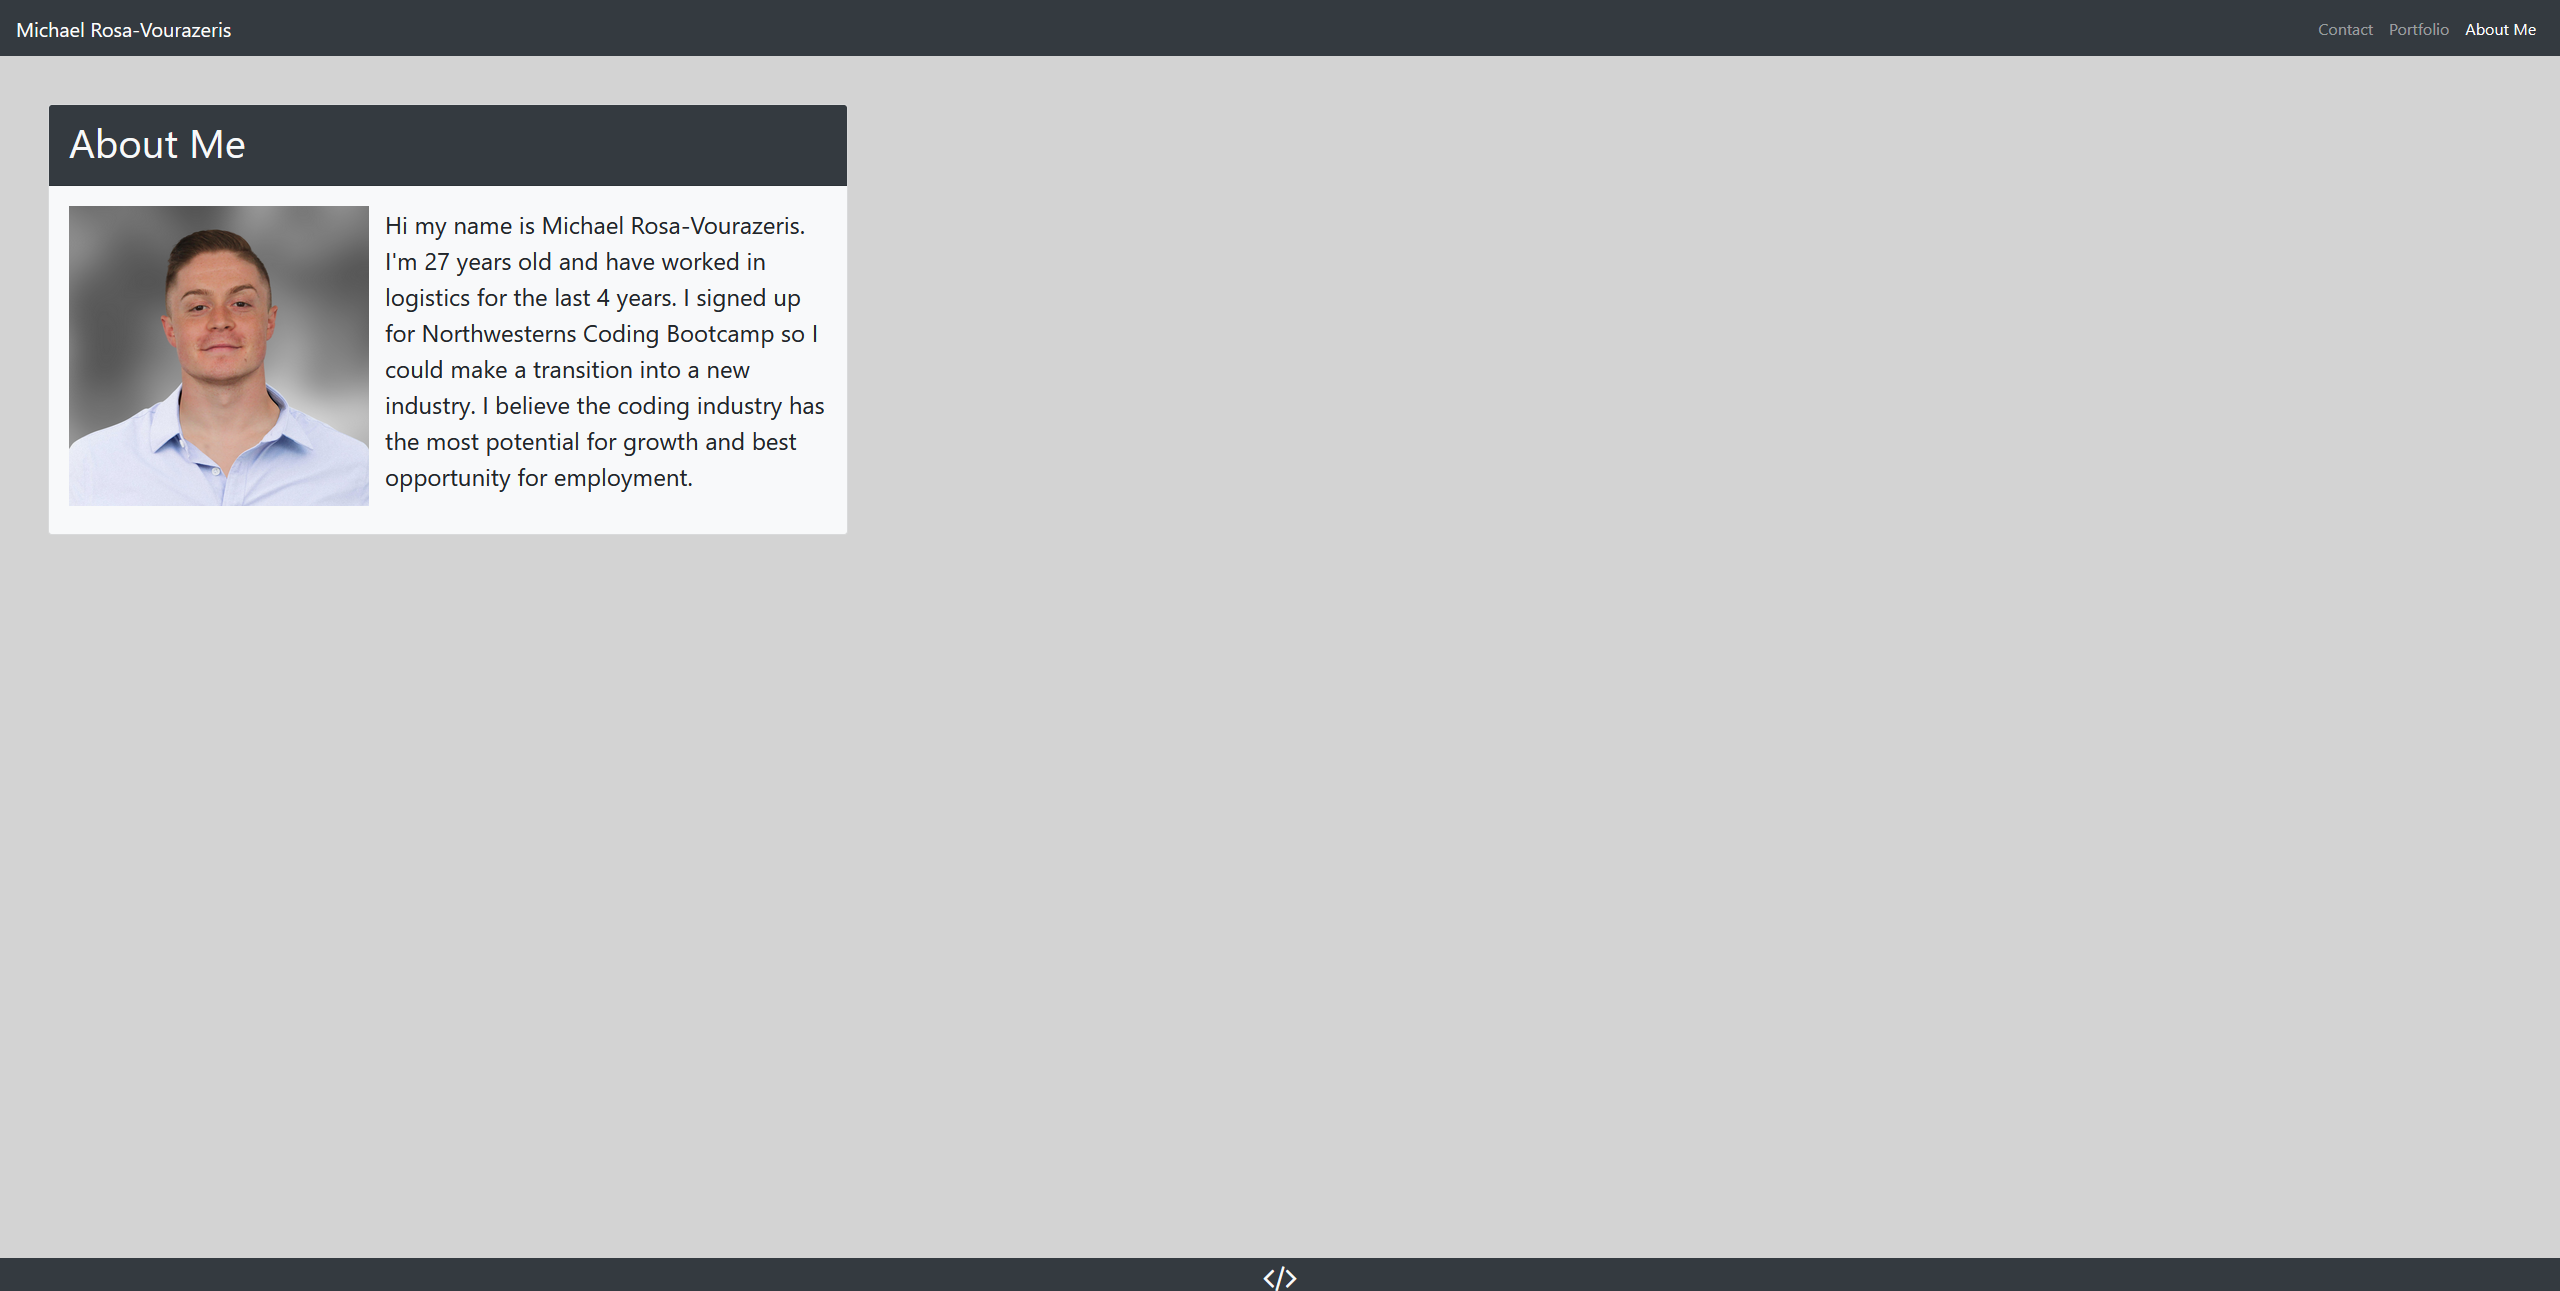 Michael Rosa-Vourazeris
Contact Portfolio About Me
About Me
Hi my name is Michael Rosa-Vourazeris.
I'm 27 years old and have worked in
logistics for the last 4 years. I signed up
for Northwesterns Coding Bootcamp so I
could make a transition into a new
industry. I believe the coding industry has
the most potential for growth and best
opportunity for employment.